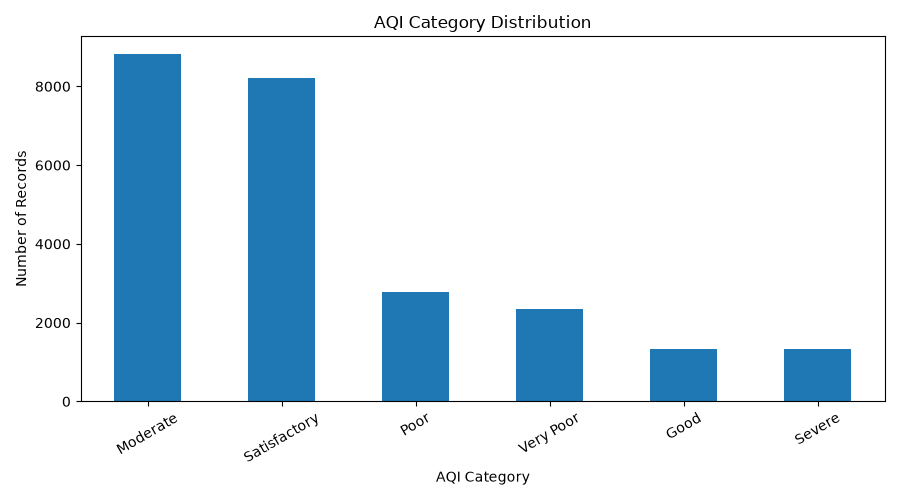 AQI Category Distribution
Number of Records
8000
6000
4000
2000
0
Moderate
Satisfactory
Poor
Very Poor
Good
Severe
AQI Category